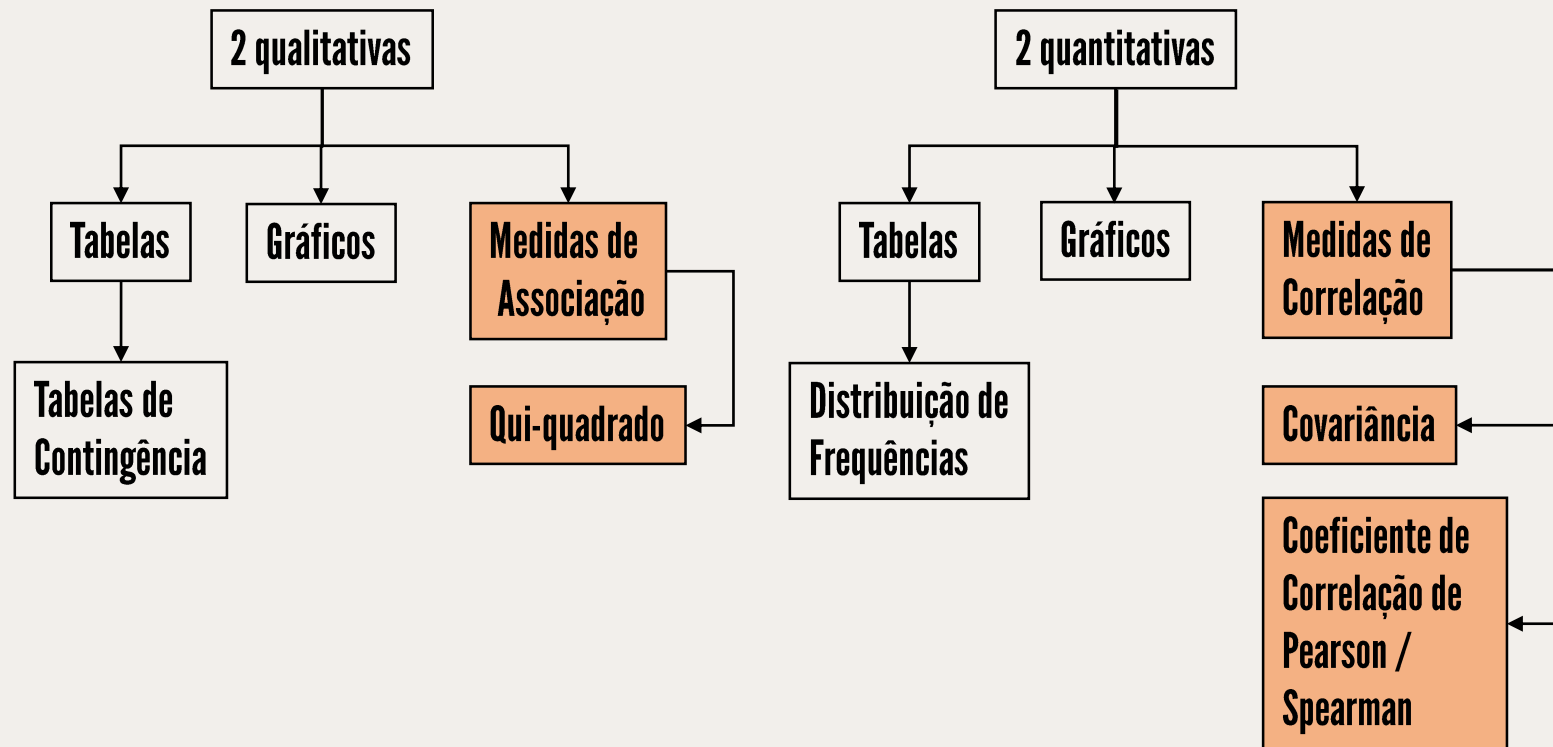 2 qualitativas
Tabelas
Gráficos
Medidas de
Associação
Tabelas de
Contingência
Qui-quadrado
2 quantitativas
Tabelas
Gráficos
Medidas de
Correlação
Distribuição de
Frequências
Covariância
Coeficiente de
Correlação de
Pearson /
Spearman